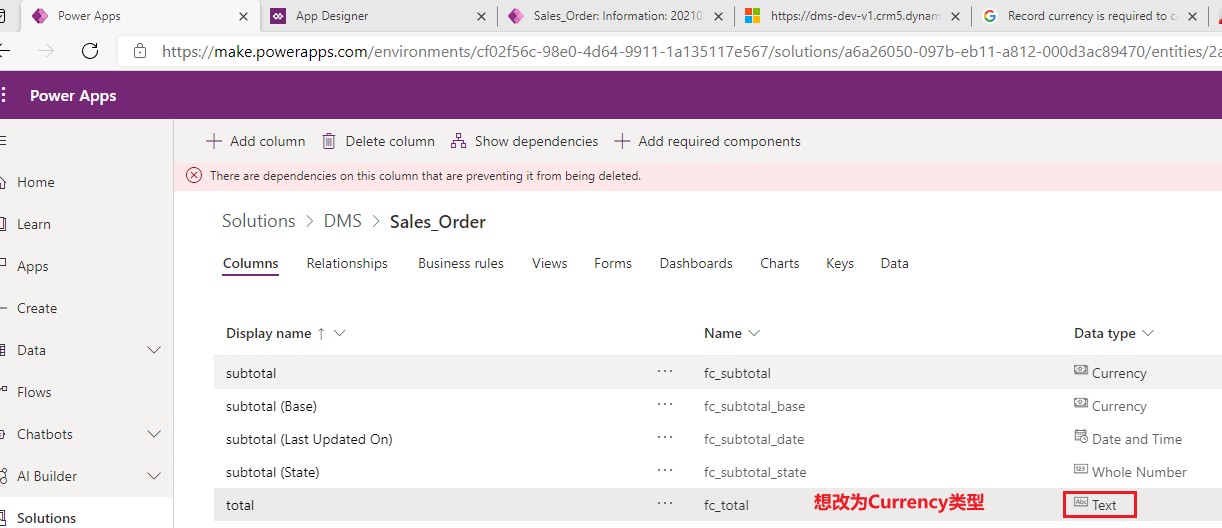 Power Apps
App Designer
Sales_Order: Information: 20210
https://dms-dev-v1.crm5.dynam
Record currency is required to ca
https://make.powerapps.com/environments/cf02f56c-98e0-4d64-9911-1a135117e567/solutions/a6a26050-097b-eb11-a812-000d3ac89470/entities/2a
Power Apps
Add column
Delete column
Show dependencies
Add required components
There are dependencies on this column that are preventing it from being deleted.
Home
Learn
Apps
Create
Data
Flows
Chatbots
AI Builder
Solutions
Solutions > DMS > Sales_Order
Columns
Relationships
Business rules
Views
Forms
Dashboards
Charts
Keys
Data
Display name ↑
Name
Data type
subtotal ··· fc_subtotal Currency
subtotal (Base) ··· fc_subtotal_base Currency
subtotal (Last Updated On) ··· fc_subtotal_date Date and Time
subtotal (State) ··· fc_subtotal_state 123 Whole Number
total ··· fc_total 想改为Currency类型 Abc Text